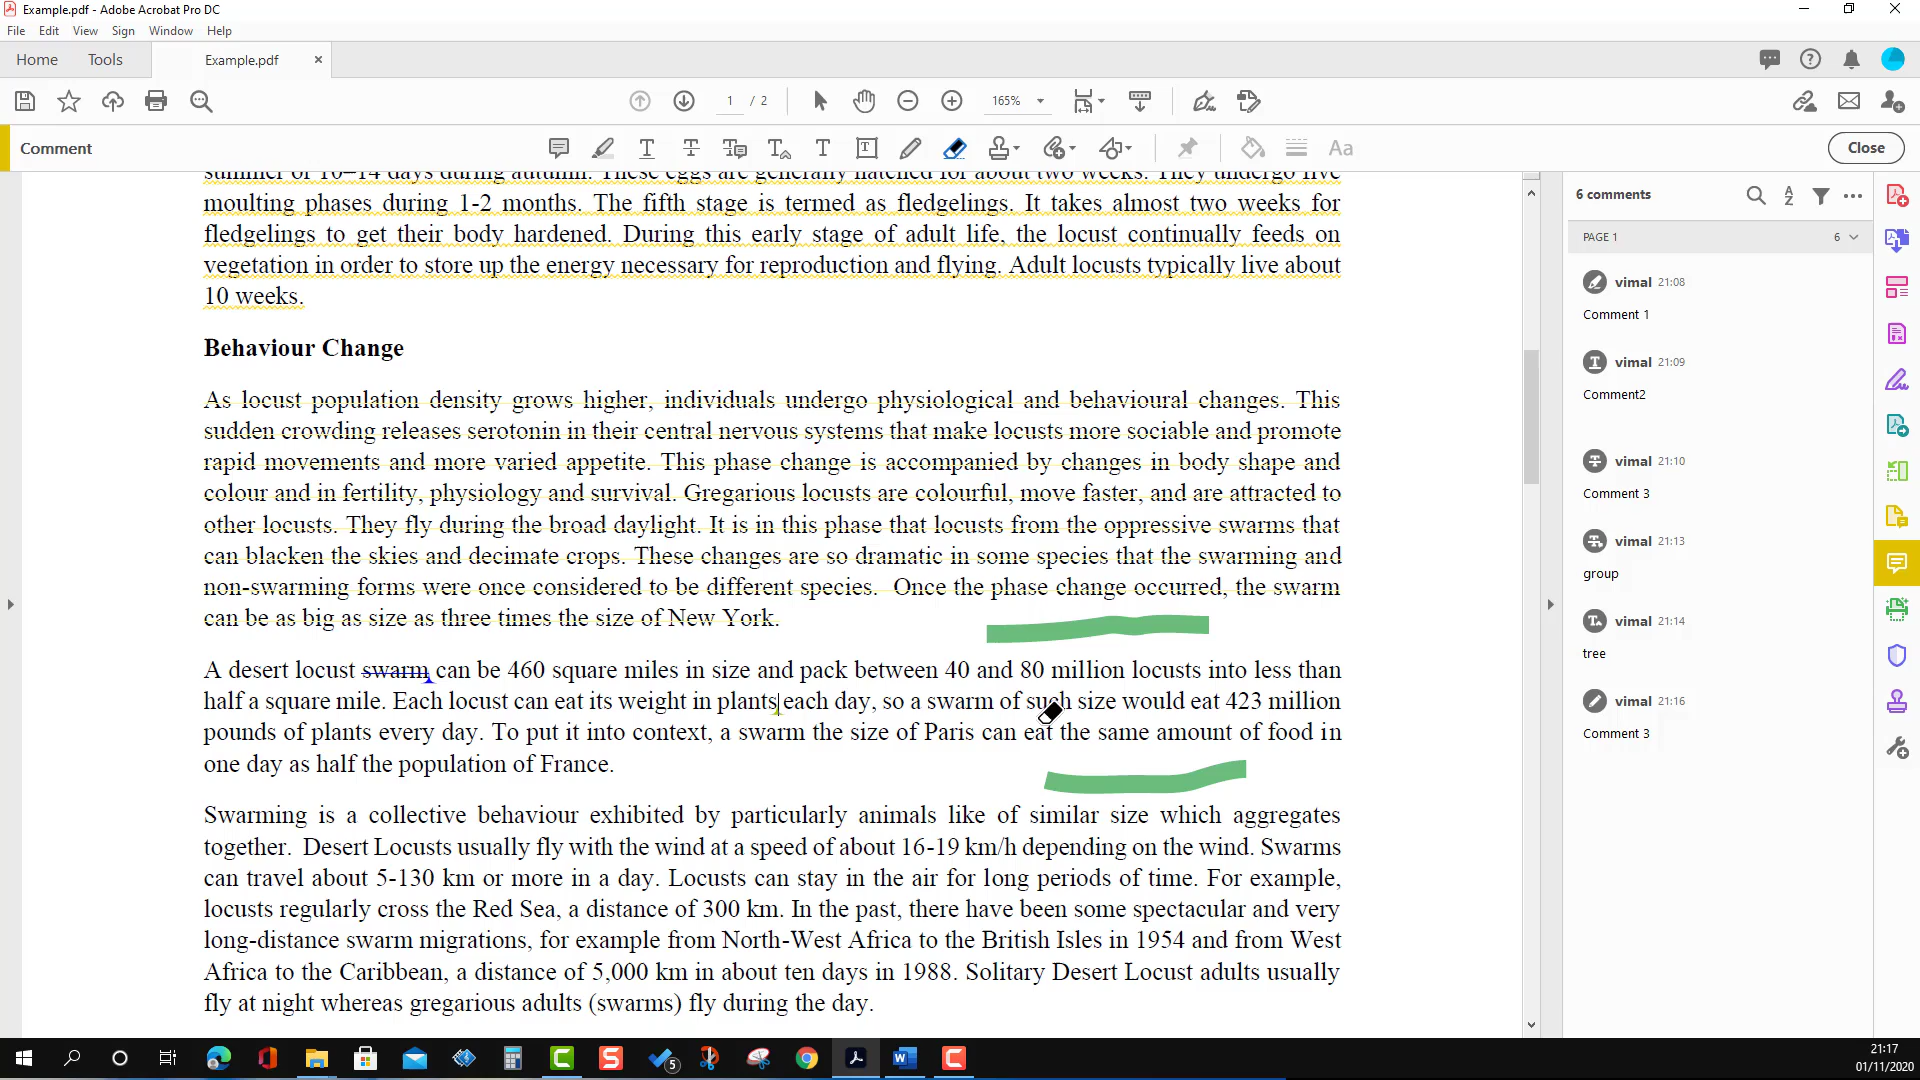 Example.pdf - Adobe Acrobat Pro DC
File Edit View Sign Window Help
Home Tools Example.pdf
1 / 2 165%
Comment Close
summer or 10–14 days during autumn. These eggs are generally hatched for about two weeks. They undergo five
moulting phases during 1-2 months. The fifth stage is termed as fledgelings. It takes almost two weeks for
fledgelings to get their body hardened. During this early stage of adult life, the locust continually feeds on
vegetation in order to store up the energy necessary for reproduction and flying. Adult locusts typically live about
10 weeks.
Behaviour Change
As locust population density grows higher, individuals undergo physiological and behavioural changes. This
sudden crowding releases serotonin in their central nervous systems that make locusts more sociable and promote
rapid movements and more varied appetite. This phase change is accompanied by changes in body shape and
colour and in fertility, physiology and survival. Gregarious locusts are colourful, move faster, and are attracted to
other locusts. They fly during the broad daylight. It is in this phase that locusts from the oppressive swarms that
can blacken the skies and decimate crops. These changes are so dramatic in some species that the swarming and
non-swarming forms were once considered to be different species. Once the phase change occurred, the swarm
can be as big as size as three times the size of New York.
A desert locust swarm can be 460 square miles in size and pack between 40 and 80 million locusts into less than
half a square mile. Each locust can eat its weight in plants each day, so a swarm of such size would eat 423 million
pounds of plants every day. To put it into context, a swarm the size of Paris can eat the same amount of food in
one day as half the population of France.
Swarming is a collective behaviour exhibited by particularly animals like of similar size which aggregates
together. Desert Locusts usually fly with the wind at a speed of about 16-19 km/h depending on the wind. Swarms
can travel about 5-130 km or more in a day. Locusts can stay in the air for long periods of time. For example,
locusts regularly cross the Red Sea, a distance of 300 km. In the past, there have been some spectacular and very
long-distance swarm migrations, for example from North-West Africa to the British Isles in 1954 and from West
Africa to the Caribbean, a distance of 5,000 km in about ten days in 1988. Solitary Desert Locust adults usually
fly at night whereas gregarious adults (swarms) fly during the day.
6 comments
PAGE 1 6
vimal 21:08
Comment 1
vimal 21:09
Comment2
vimal 21:10
Comment 3
vimal 21:13
group
vimal 21:14
tree
vimal 21:16
Comment 3
5
21:17
01/11/2020